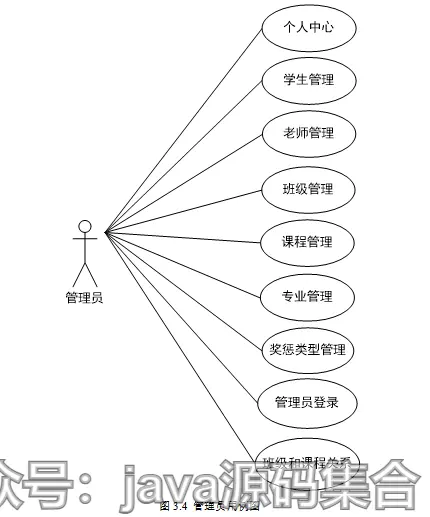 个人中心
学生管理
老师管理
班级管理
课程管理
管理员
专业管理
奖惩类型管理
管理员登录
班级和课程关系
众号：java源码集合
图 3.4 管理员用例图